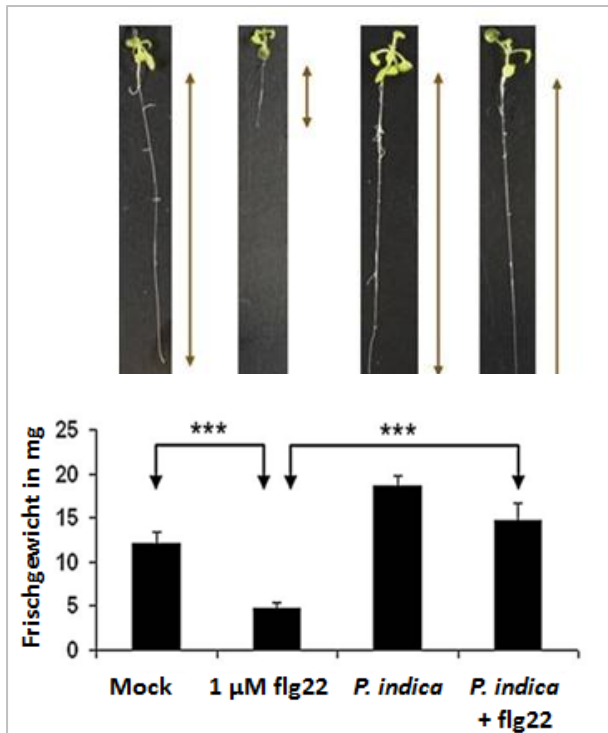 Frischgewicht in mg
25
20
15
10
5
0
***
***
Mock
1 µM flg22
P. indica
P. indica
+ flg22